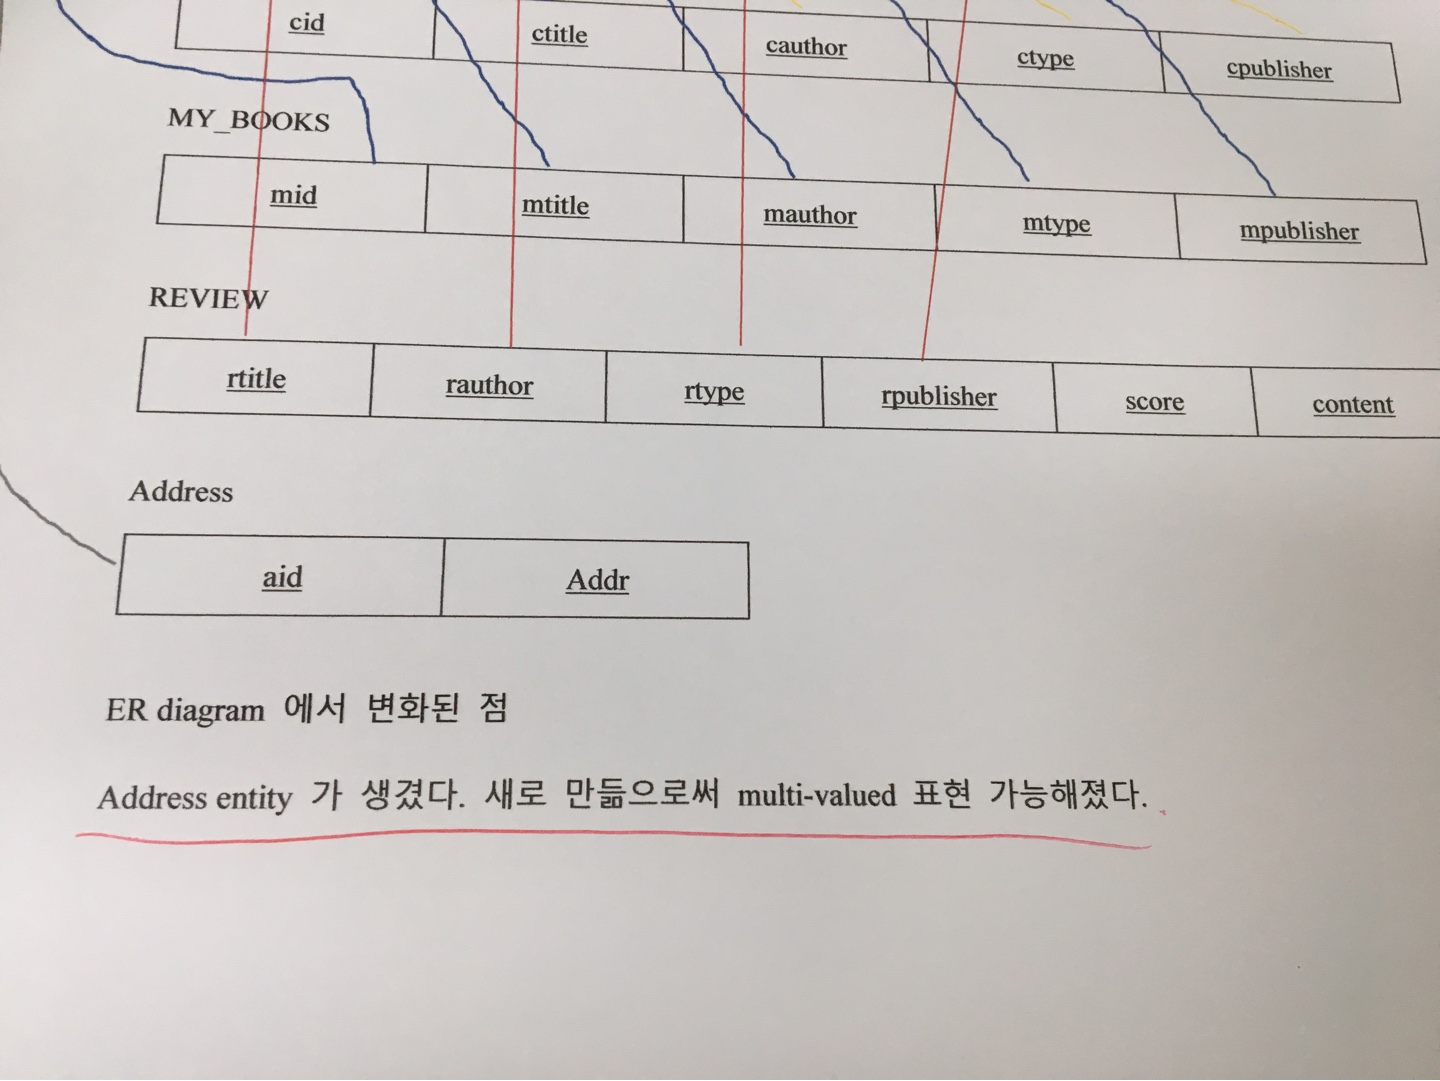 cid ctitle cauthor ctype cpublisher
MY_BOOKS
mid mtitle mauthor mtype mpublisher
REVIEW
rtitle rauthor rtype rpublisher score content
Address
aid Addr
ER diagram 에서 변화된 점
Address entity 가 생겼다. 새로 만듦으로써 multi-valued 표현 가능해졌다.